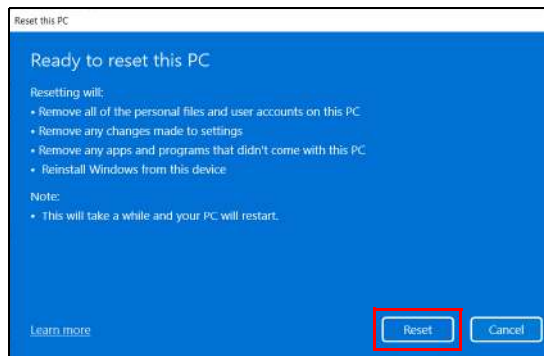 Reset this PC
Ready to reset this PC
Resetting will:
• Remove all of the personal files and user accounts on this PC
• Remove any changes made to settings
• Remove any apps and programs that didn't come with this PC
• Reinstall Windows from this device
Note:
• This will take a while and your PC will restart.
Learn more
Reset
Cancel